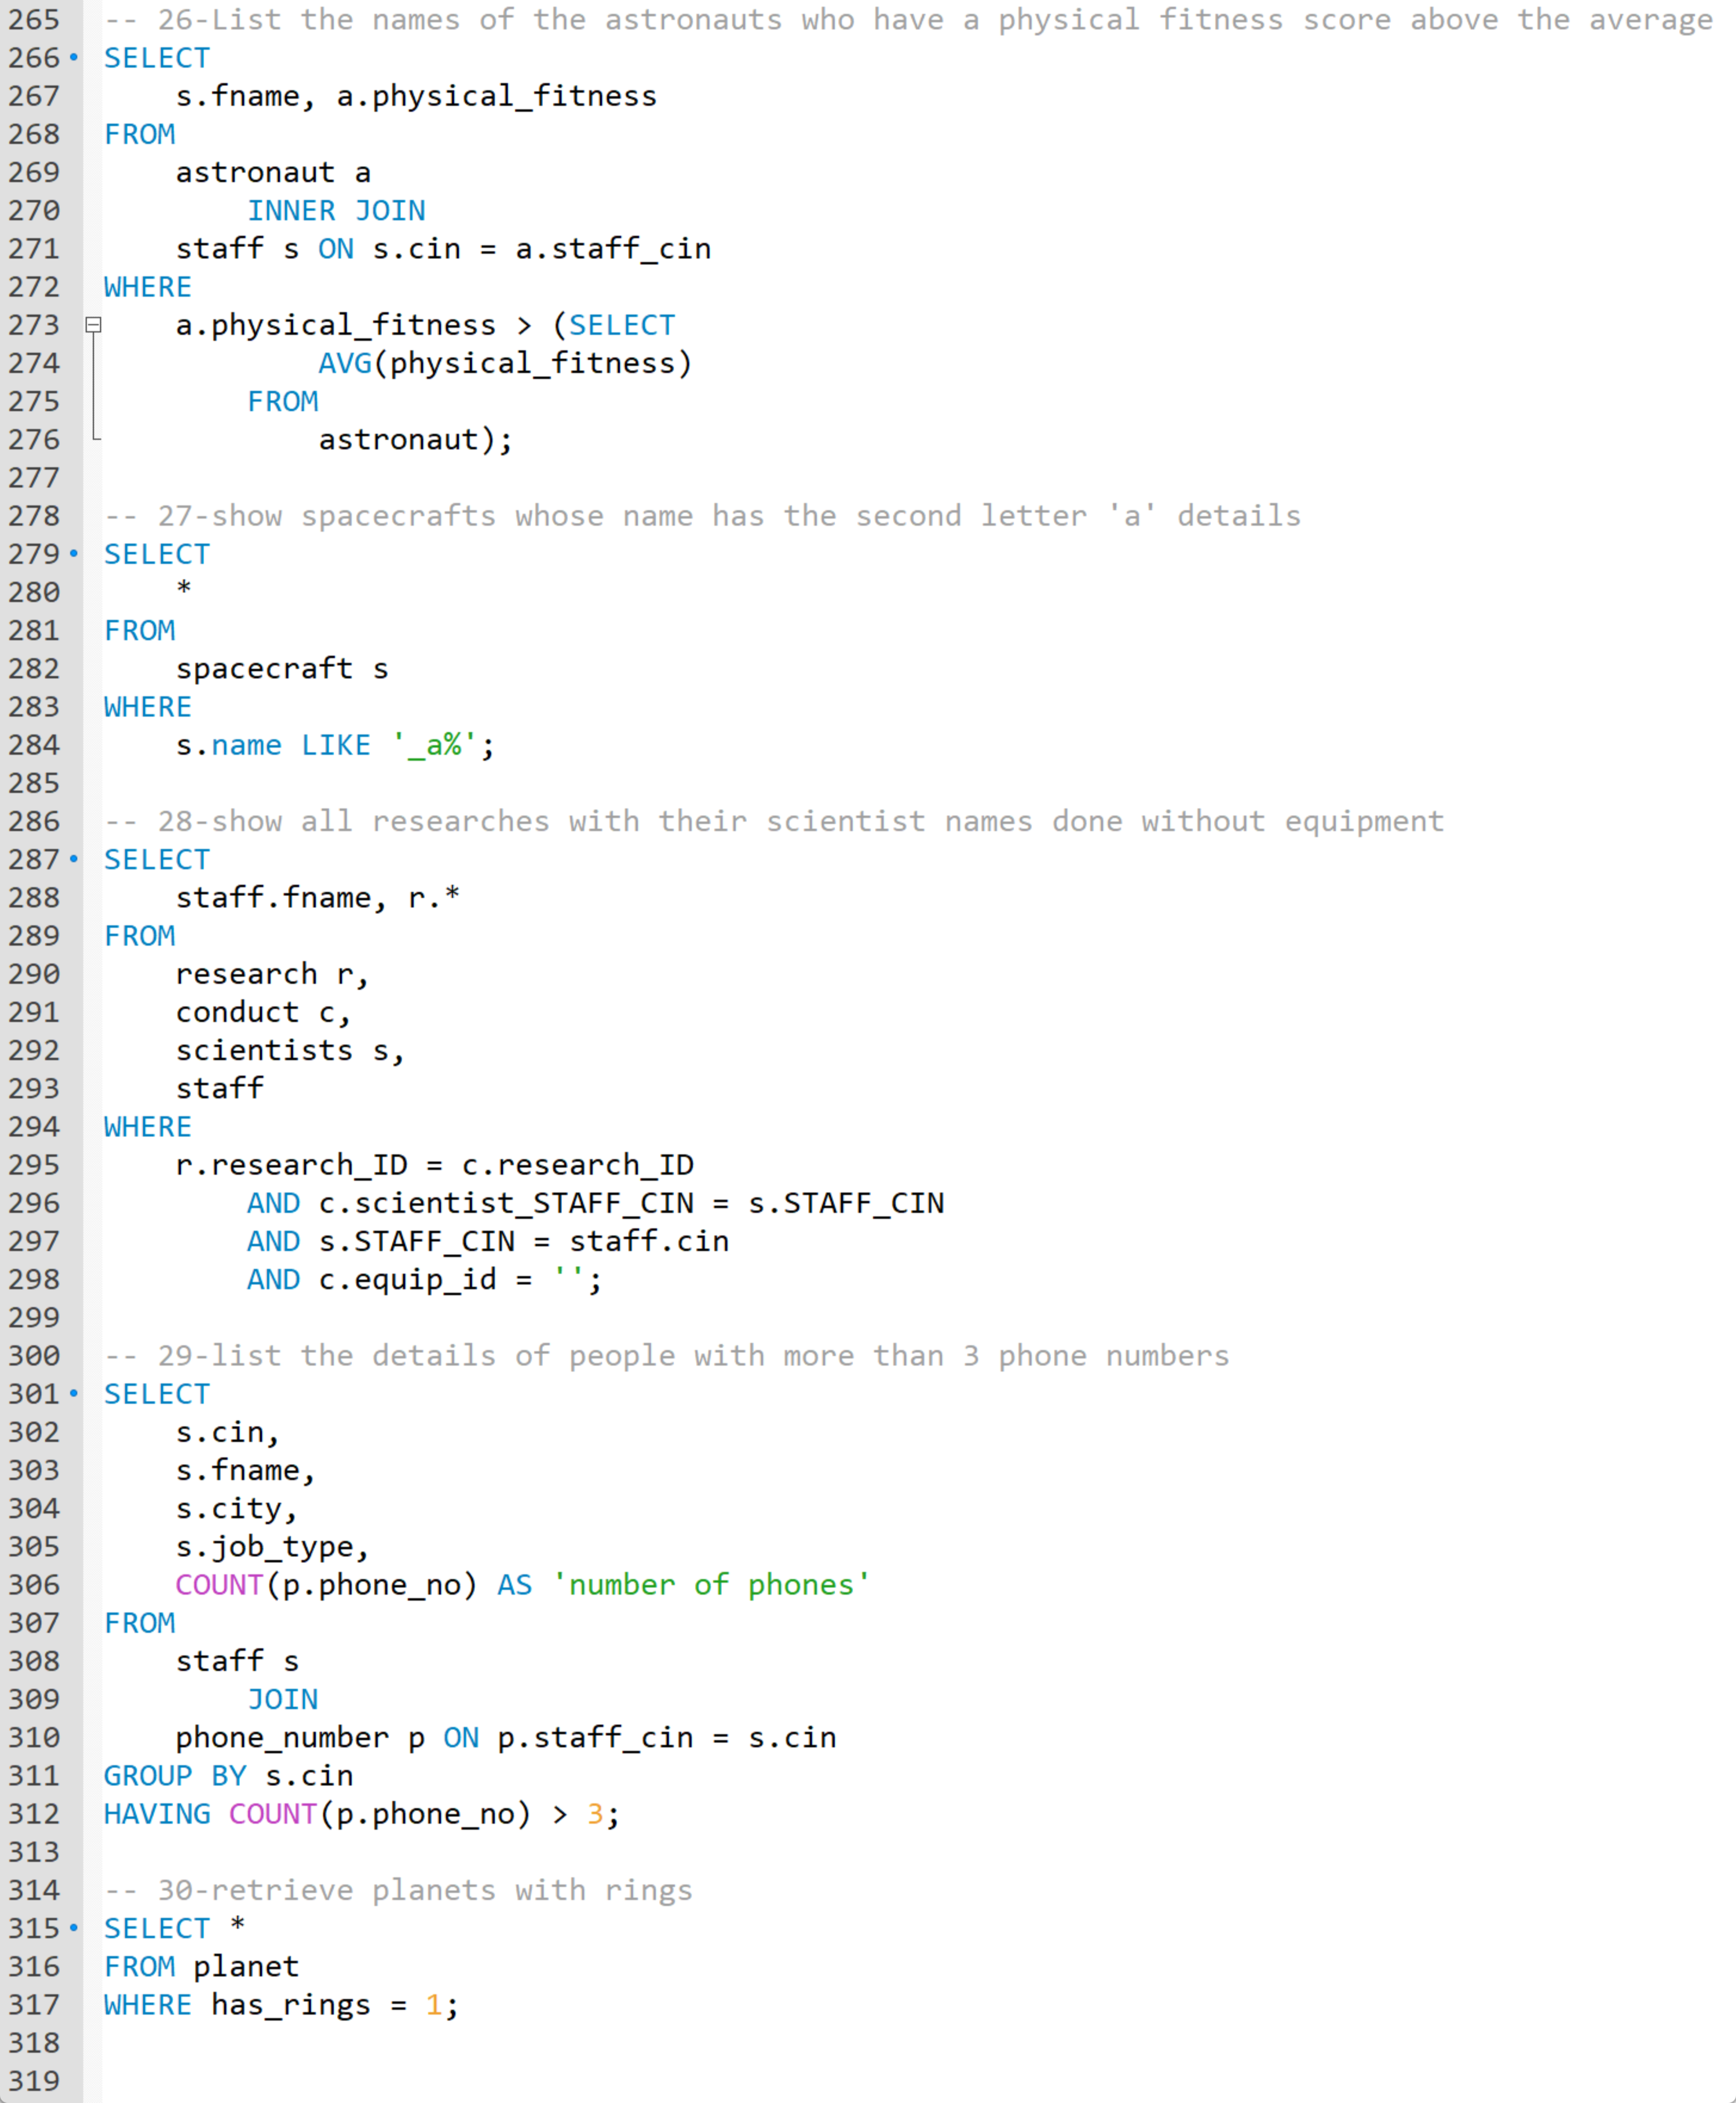 265 -- 26-List the names of the astronauts who have a physical fitness score above the average
266 SELECT
267 s.fname, a.physical_fitness
268 FROM
269 astronaut a
270 INNER JOIN
271 staff s ON s.cin = a.staff_cin
272 WHERE
273 a.physical_fitness > (SELECT
274 AVG(physical_fitness)
275 FROM
276 astronaut);
277
278 -- 27-show spacecrafts whose name has the second letter 'a' details
279 SELECT
280 *
281 FROM
282 spacecraft s
283 WHERE
284 s.name LIKE '_a%';
285
286 -- 28-show all researches with their scientist names done without equipment
287 SELECT
288 staff.fname, r.*
289 FROM
290 research r,
291 conduct c,
292 scientists s,
293 staff
294 WHERE
295 r.research_ID = c.research_ID
296 AND c.scientist_STAFF_CIN = s.STAFF_CIN
297 AND s.STAFF_CIN = staff.cin
298 AND c.equip_id = '';
299
300 -- 29-list the details of people with more than 3 phone numbers
301 SELECT
302 s.cin,
303 s.fname,
304 s.city,
305 s.job_type,
306 COUNT(p.phone_no) AS 'number of phones'
307 FROM
308 staff s
309 JOIN
310 phone_number p ON p.staff_cin = s.cin
311 GROUP BY s.cin
312 HAVING COUNT(p.phone_no) > 3;
313
314 -- 30-retrieve planets with rings
315 SELECT *
316 FROM planet
317 WHERE has_rings = 1;
318
319